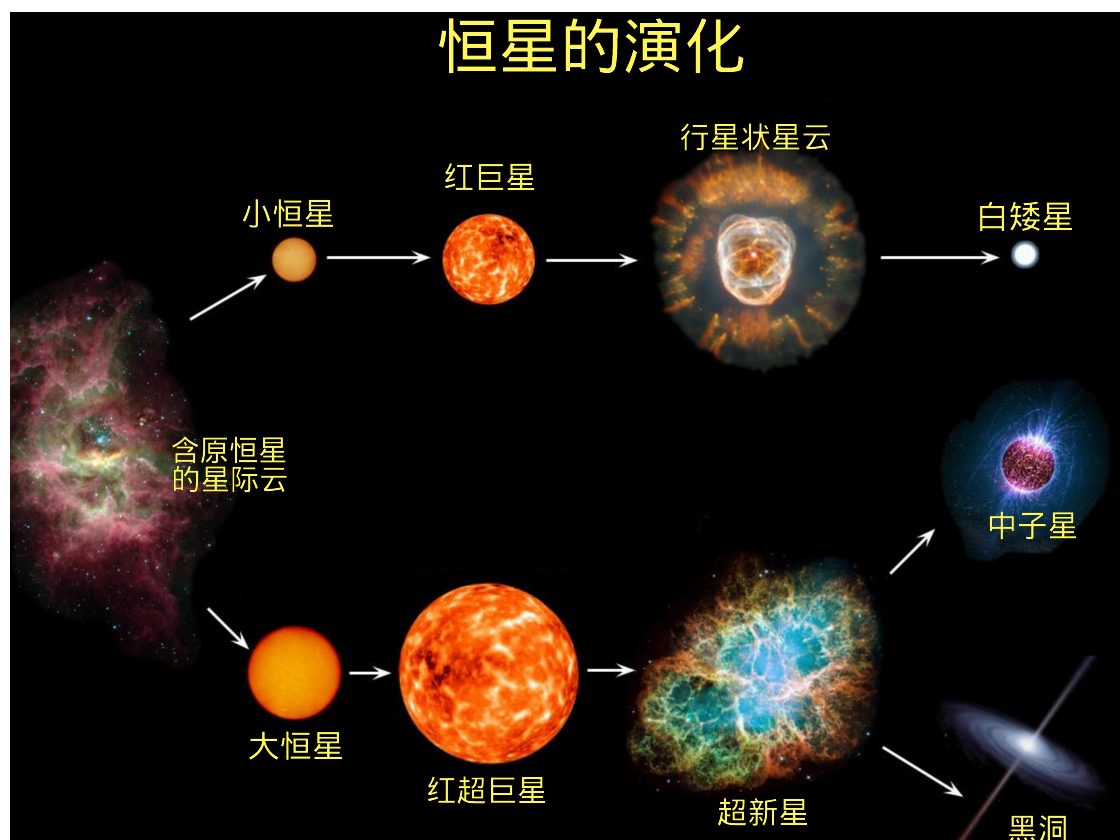 恒星的演化
行星状星云
红巨星
小恒星
白矮星
含原恒星
的星际云
中子星
大恒星
红超巨星
超新星
黑洞